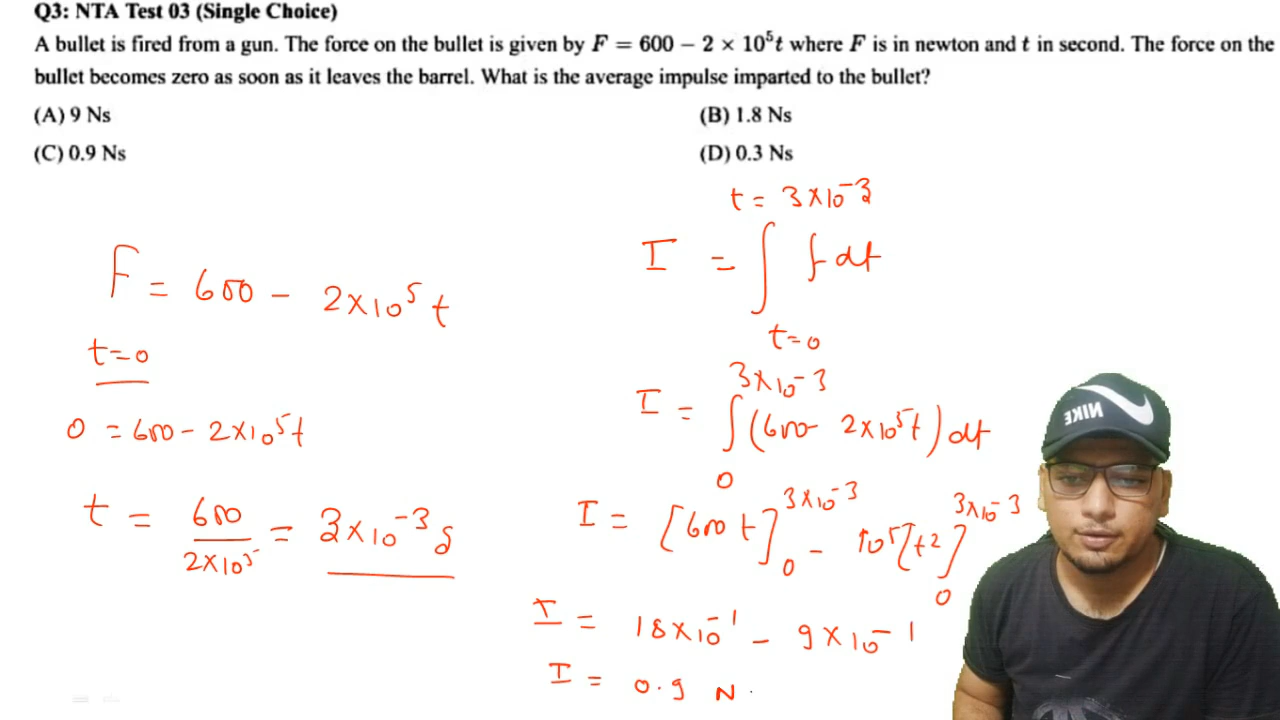 Q3: NTA Test 03 (Single Choice)
A bullet is fired from a gun. The force on the bullet is given by F = 600 − 2 × 10⁵t where F is in newton and t in second. The force on the
bullet becomes zero as soon as it leaves the barrel. What is the average impulse imparted to the bullet?
(A) 9 Ns
(B) 1.8 Ns
(C) 0.9 Ns
(D) 0.3 Ns
F = 600 − 2×10⁵ t
t=0
0 = 600 − 2×10⁵t
t = 600/2×10⁵ = 3×10⁻³ s
t = 3×10⁻³
I = ∫ f dt
t=0
3×10⁻³
I = ∫(600 − 2×10⁵t) dt
0
I = [600 t]₀^3×10⁻³ − 10⁵[t²]₀^3×10⁻³
I = 18×10⁻¹ − 9×10⁻¹
I = 0.9 N
NIKE